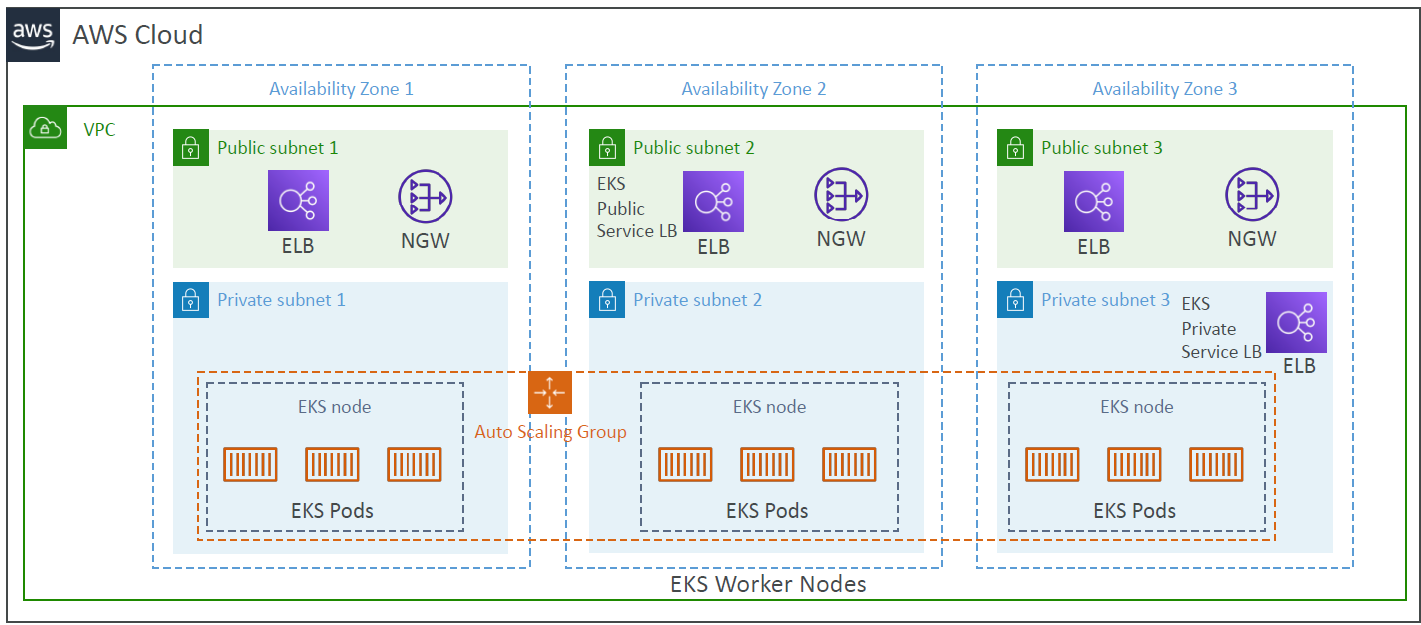 aws
AWS Cloud
Availability Zone 1
Availability Zone 2
Availability Zone 3
VPC
Public subnet 1
ELB
NGW
Public subnet 2
EKS
Public
Service LB
ELB
NGW
Public subnet 3
ELB
NGW
Private subnet 1
Private subnet 2
Private subnet 3
EKS
Private
Service LB
ELB
EKS node
EKS Pods
Auto Scaling Group
EKS node
EKS Pods
EKS node
EKS Pods
EKS Worker Nodes